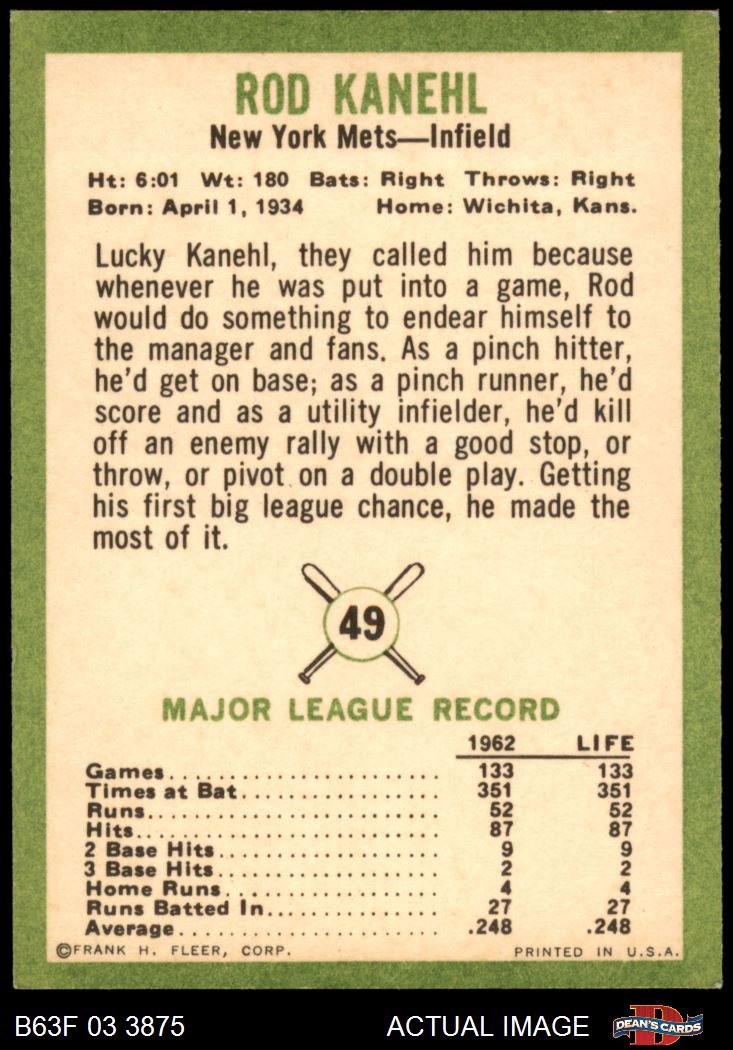 ROD KANEHL
New York Mets—Infield
Ht: 6:01 Wt: 180 Bats: Right Throws: Right
Born: April 1, 1934 Home: Wichita, Kans.
Lucky Kanehl, they called him because
whenever he was put into a game, Rod
would do something to endear himself to
the manager and fans. As a pinch hitter,
he'd get on base; as a pinch runner, he'd
score and as a utility infielder, he'd kill
off an enemy rally with a good stop, or
throw, or pivot on a double play. Getting
his first big league chance, he made the
most of it.
49
MAJOR LEAGUE RECORD
1962 LIFE
Games 133 133
Times at Bat 351 351
Runs 52 52
Hits 87 87
2 Base Hits 9 9
3 Base Hits 2 2
Home Runs 4 4
Runs Batted In 27 27
Average .248 .248
©FRANK H. FLEER, CORP. PRINTED IN U.S.A.
B63F 03 3875 ACTUAL IMAGE D DEAN'S CARDS